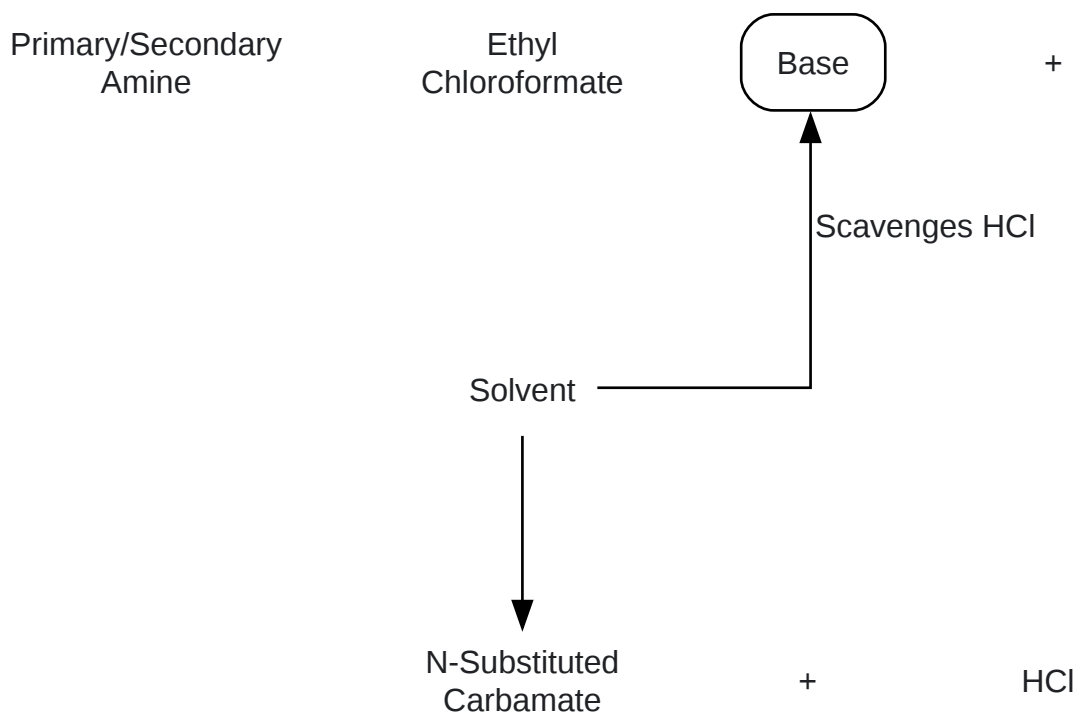 Primary/Secondary
Amine
Ethyl
Chloroformate
Base
+
Scavenges HCl
Solvent
N-Substituted
Carbamate
+
HCl